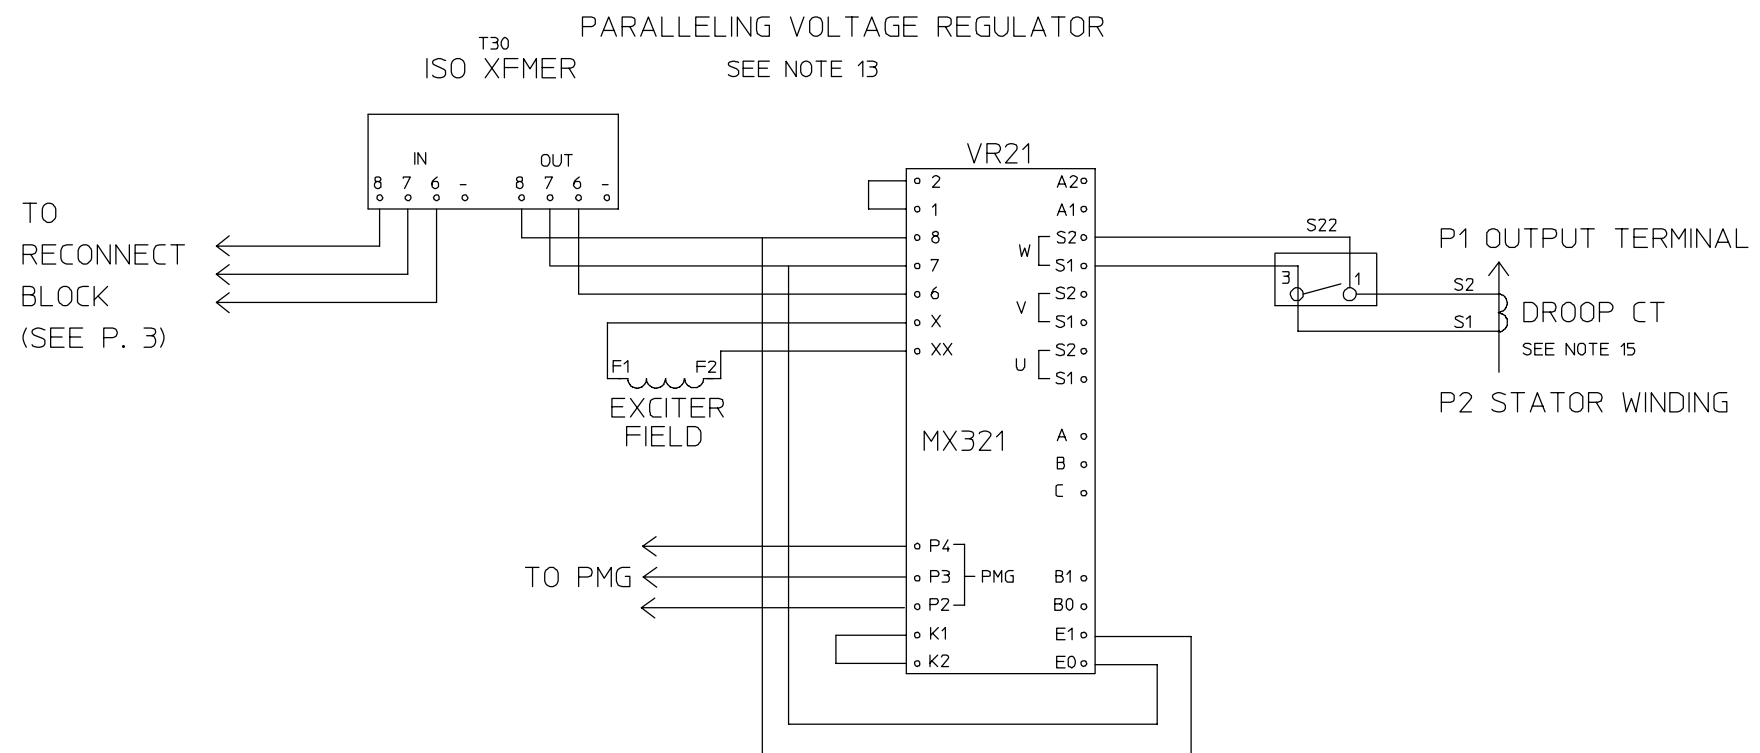 PARALLELING VOLTAGE REGULATOR
SEE NOTE 13
T30
ISO XFMER
IN
OUT
8 7 6 - 8 7 6 -
TO
RECONNECT
BLOCK
(SEE P. 3)
VR21
2
1
8
7
6
X
XX
F1 F2
EXCITER
FIELD
MX321
TO PMG
P4
P3
P2
PMG
K1
K2
A2
A1
W
S2
S1
V
S2
S1
U
S2
S1
A
B
C
B1
B0
E1
E0
S22
3 1
S2
S1
P1 OUTPUT TERMINAL
DROOP CT
SEE NOTE 15
P2 STATOR WINDING